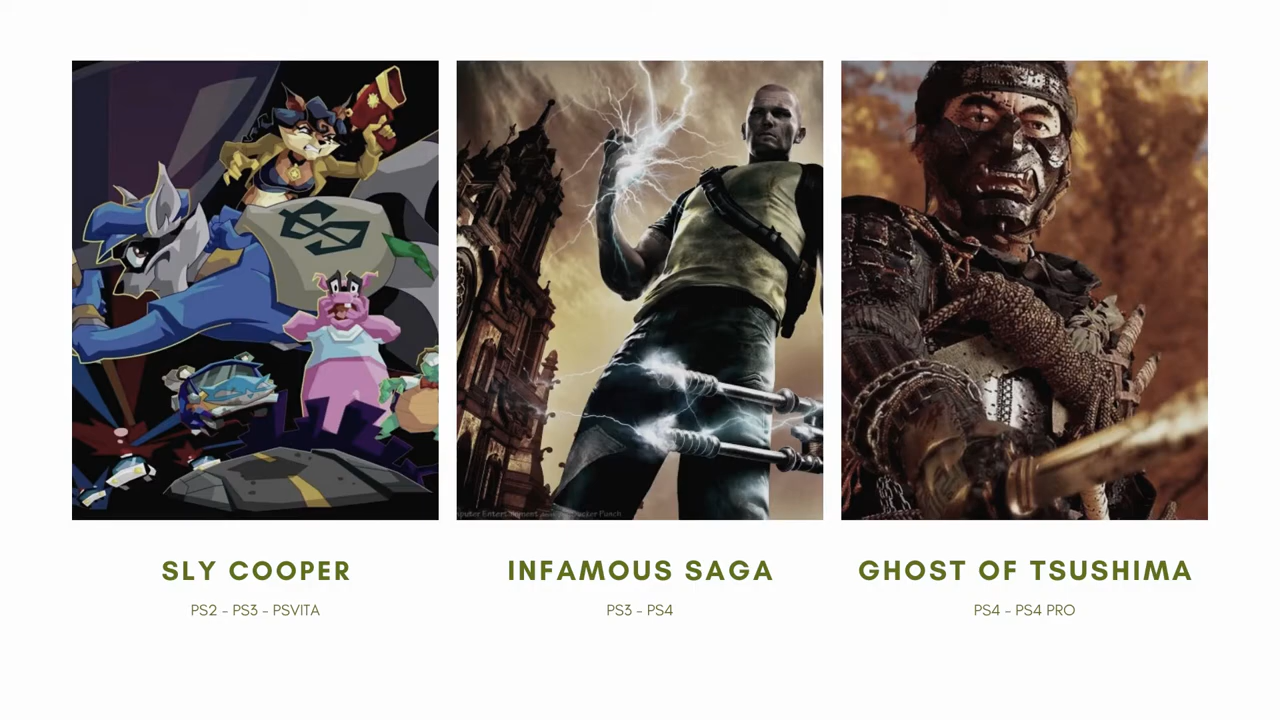 SLY COOPER
PS2 - PS3 - PSVITA
INFAMOUS SAGA
PS3 - PS4
GHOST OF TSUSHIMA
PS4 - PS4 PRO